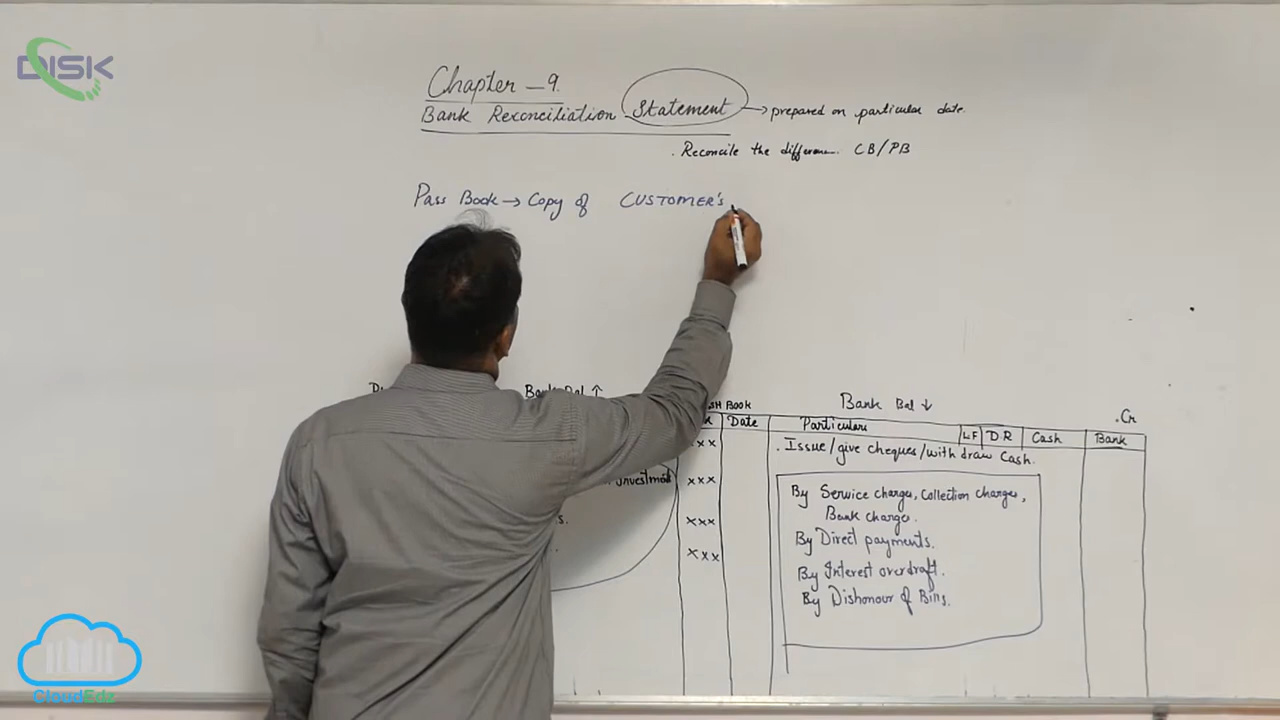 DISK
Chapter - 9.
Bank Reconciliation Statement → prepared on particular date.
. Reconcile the difference CB/PB
Pass Book → Copy of CUSTOMER's
Bank Bal ↑
BOOK
Bank Bal ↓
.Cr
Date Particulars LF DR Cash Bank
xxx . Issue/give cheques/with draw Cash.
xxx By Service charges, Collection charges,
Bank charges.
xxx By Direct payments.
xxx By Interest overdraft.
By Dishonour of Bills.
CloudEdz